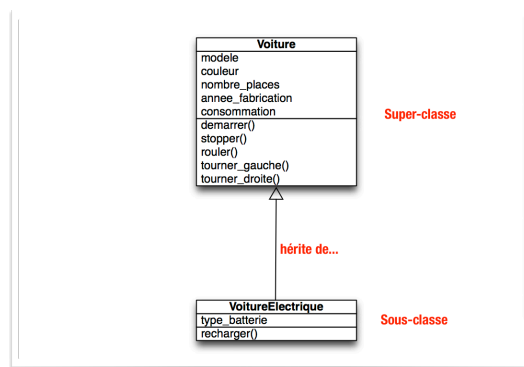 Voiture
modele
couleur
nombre_places
annee_fabrication
consommation
demarrer()
stopper()
rouler()
tourner_gauche()
tourner_droite()
Super-classe
hérite de...
VoitureElectrique
type_batterie
recharger()
Sous-classe